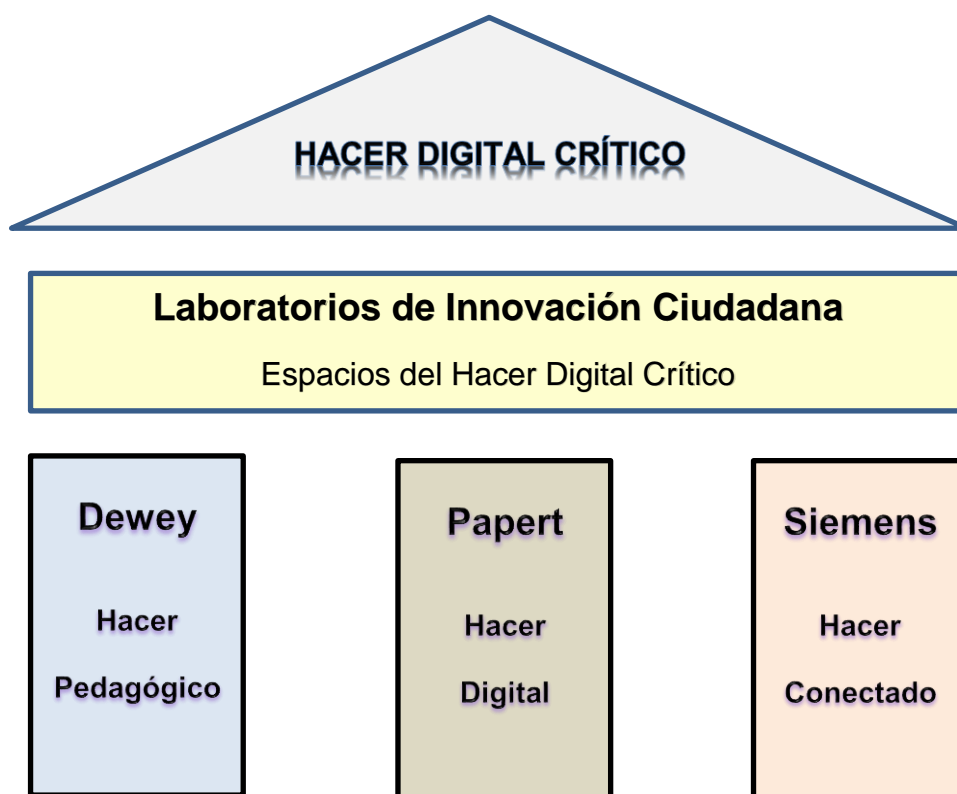 HACER DIGITAL CRÍTICO
Laboratorios de Innovación Ciudadana
Espacios del Hacer Digital Crítico
Dewey
Hacer
Pedagógico
Papert
Hacer
Digital
Siemens
Hacer
Conectado